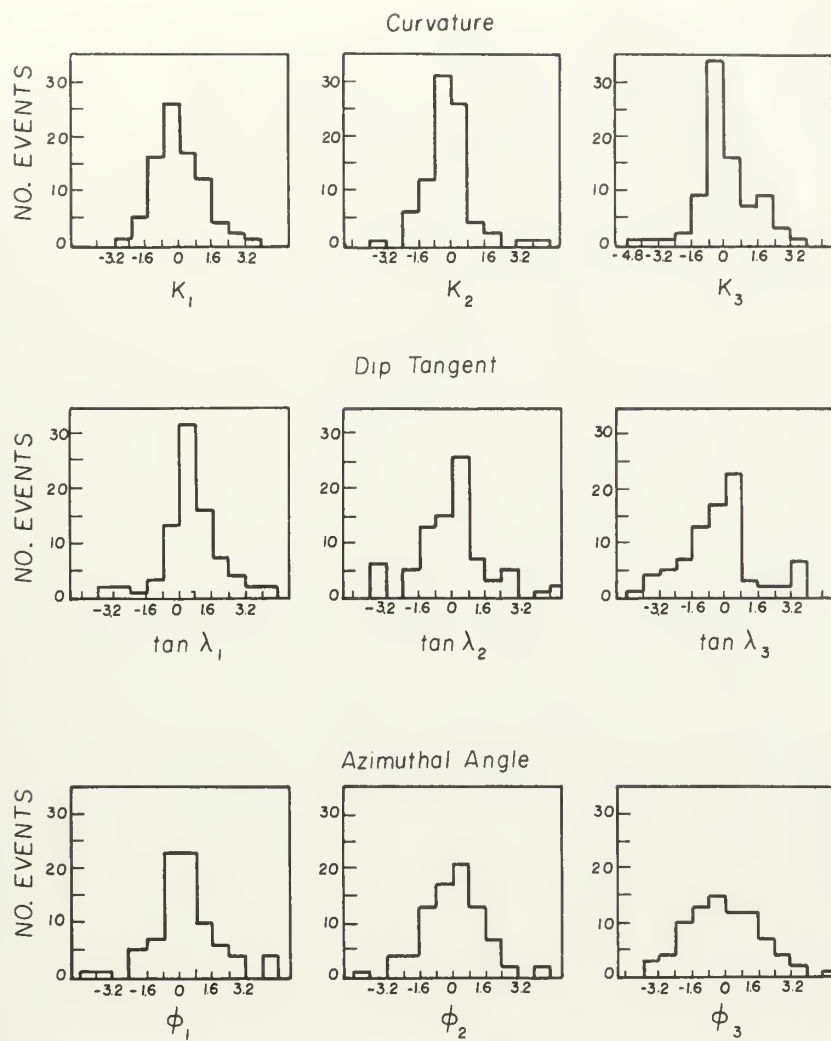 Curvature
NO. EVENTS
30
20
10
0
-3.2 -1.6 0 1.6 3.2
K₁
30
20
10
0
-3.2 -1.6 0 1.6 3.2
K₂
30
20
10
0
-4.8 -3.2 -1.6 0 1.6 3.2
K₃
Dip Tangent
NO. EVENTS
30
20
10
0
-3.2 -1.6 0 1.6 3.2
tan λ₁
30
20
10
0
-3.2 -1.6 0 1.6 3.2
tan λ₂
30
20
10
0
-3.2 -1.6 0 1.6 3.2
tan λ₃
Azimuthal Angle
NO. EVENTS
30
20
10
0
-3.2 -1.6 0 1.6 3.2
ϕ₁
30
20
10
0
-3.2 -1.6 0 1.6 3.2
ϕ₂
30
20
10
0
-3.2 -1.6 0 1.6 3.2
ϕ₃